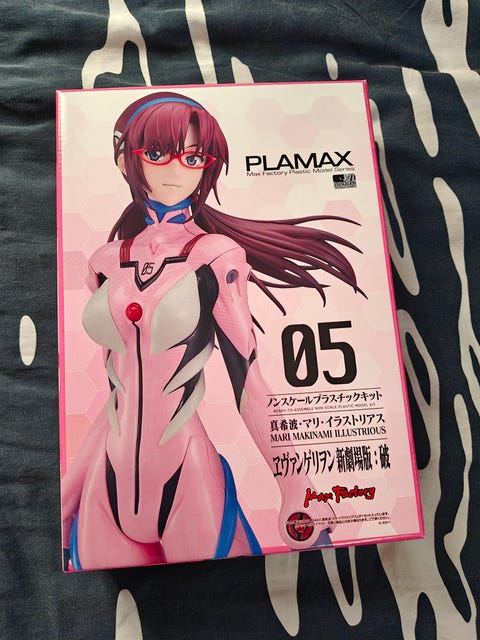 PLAMAX
Max Factory Plastic Model Series
05
05
ノンスケールプラスチックキット
READY-TO-ASSEMBLE NON SCALE PLASTIC MODEL KIT
真希波・マリ・イラストリアス
MARI MAKINAMI ILLUSTRIOUS
ヱヴァンゲリヲン新劇場版:破
Max Factory